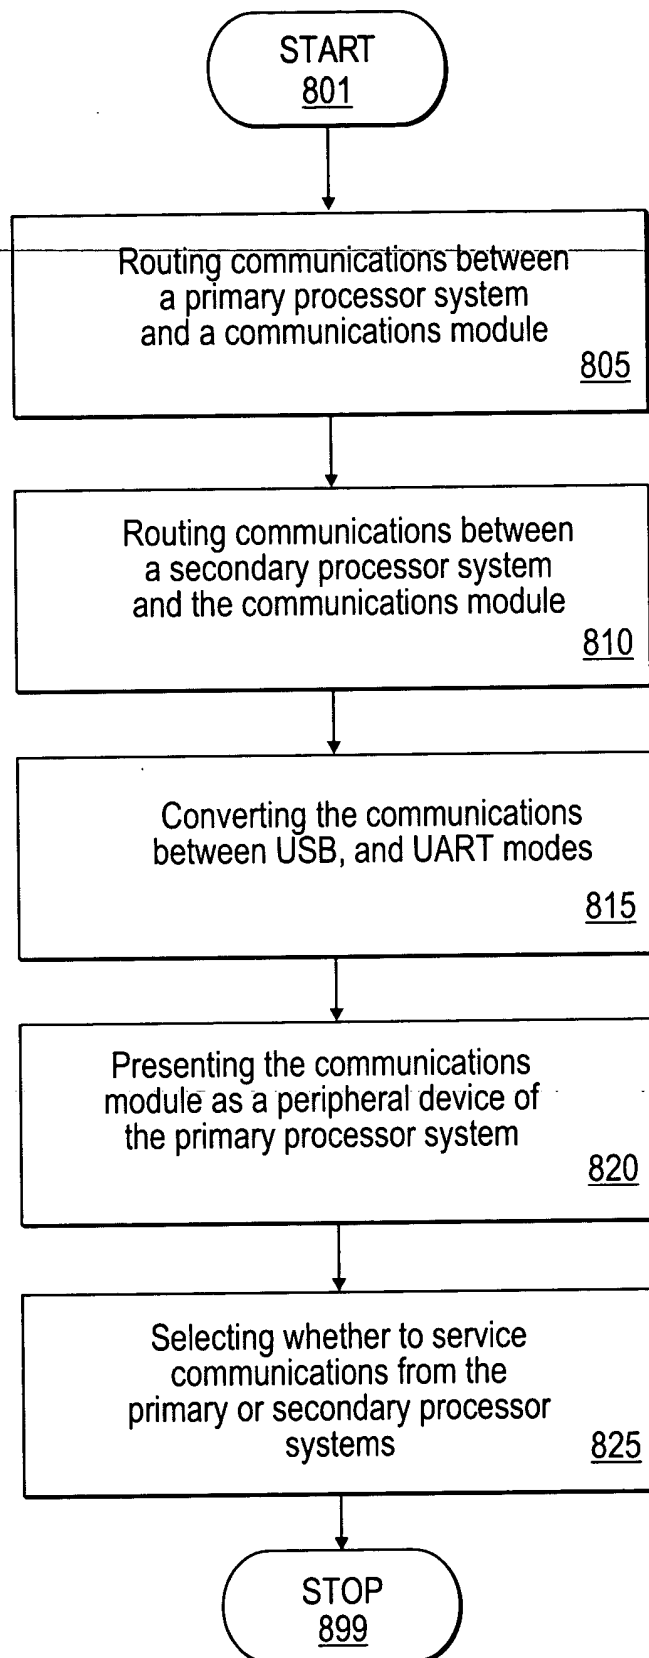 START
801
Routing communications between
a primary processor system
and a communications module
805
Routing communications between
a secondary processor system
and the communications module
810
Converting the communications
between USB, and UART modes
815
Presenting the communications
module as a peripheral device of
the primary processor system
820
Selecting whether to service
communications from the
primary or secondary processor
systems
825
STOP
899